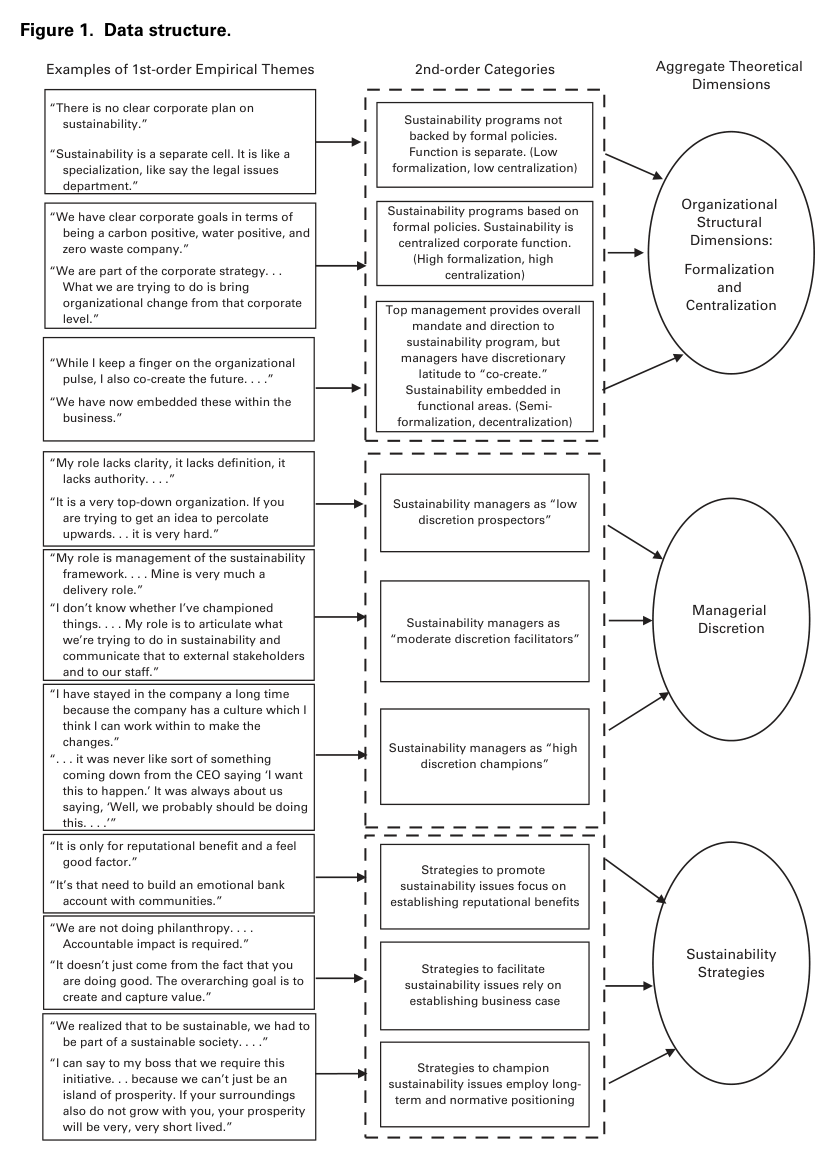 Figure 1. Data structure.
Examples of 1st-order Empirical Themes
2nd-order Categories
Aggregate Theoretical
Dimensions
“There is no clear corporate plan on
sustainability.”
“Sustainability is a separate cell. It is like a
specialization, like say the legal issues
department.”
Sustainability programs not
backed by formal policies.
Function is separate. (Low
formalization, low centralization)
“We have clear corporate goals in terms of
being a carbon positive, water positive, and
zero waste company.”
“We are part of the corporate strategy. . .
What we are trying to do is bring
organizational change from that corporate
level.”
Sustainability programs based on
formal policies. Sustainability is
centralized corporate function.
(High formalization, high
centralization)
“While I keep a finger on the organizational
pulse, I also co-create the future. . . .”
“We have now embedded these within the
business.”
Top management provides overall
mandate and direction to
sustainability program, but
managers have discretionary
latitude to “co-create.”
Sustainability embedded in
functional areas. (Semi-
formalization, decentralization)
Organizational
Structural
Dimensions:
Formalization
and
Centralization
“My role lacks clarity, it lacks definition, it
lacks authority. . . .”
“It is a very top-down organization. If you
are trying to get an idea to percolate
upwards. . . it is very hard.”
Sustainability managers as “low
discretion prospectors”
“My role is management of the sustainability
framework. . . . Mine is very much a
delivery role.”
“I don’t know whether I’ve championed
things. . . . My role is to articulate what
we’re trying to do in sustainability and
communicate that to external stakeholders
and to our staff.”
Sustainability managers as
“moderate discretion facilitators”
“I have stayed in the company a long time
because the company has a culture which I
think I can work within to make the
changes.”
“. . . it was never like sort of something
coming down from the CEO saying ‘I want
this to happen.’ It was always about us
saying, ‘Well, we probably should be doing
this. . . .’”
Sustainability managers as “high
discretion champions”
Managerial
Discretion
“It is only for reputational benefit and a feel
good factor.”
“It’s that need to build an emotional bank
account with communities.”
Strategies to promote
sustainability issues focus on
establishing reputational benefits
“We are not doing philanthropy. . . .
Accountable impact is required.”
“It doesn’t just come from the fact that you
are doing good. The overarching goal is to
create and capture value.”
Strategies to facilitate
sustainability issues rely on
establishing business case
“We realized that to be sustainable, we had to
be part of a sustainable society. . . .”
“I can say to my boss that we require this
initiative. . . because we can’t just be an
island of prosperity. If your surroundings
also do not grow with you, your prosperity
will be very, very short lived.”
Strategies to champion
sustainability issues employ long-
term and normative positioning
Sustainability
Strategies